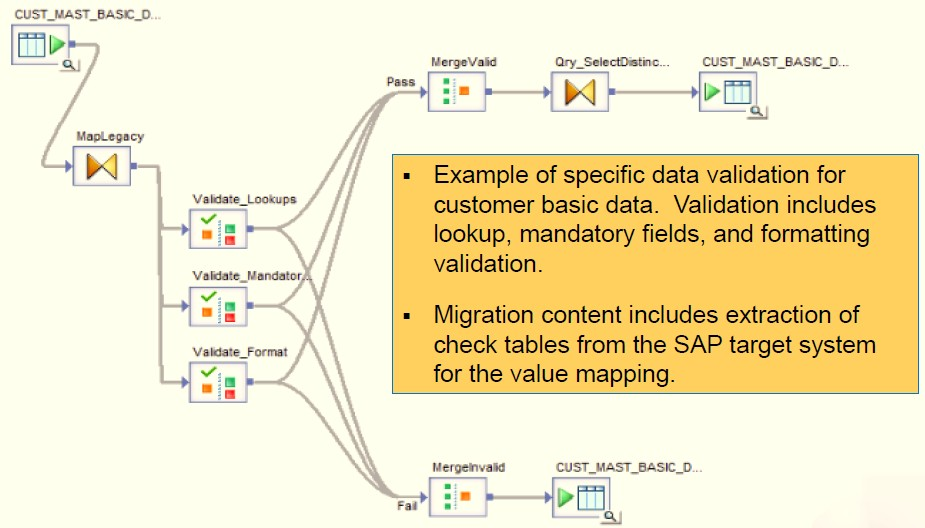 CUST_MAST_BASIC_D...
MergeValid
Qry_SelectDistinc...
CUST_MAST_BASIC_D...
Pass
MapLegacy
Validate_Lookups
Validate_Mandator...
Validate_Format
▪ Example of specific data validation for
customer basic data. Validation includes
lookup, mandatory fields, and formatting
validation.
▪ Migration content includes extraction of
check tables from the SAP target system
for the value mapping.
MergeInvalid
CUST_MAST_BASIC_D...
Fail